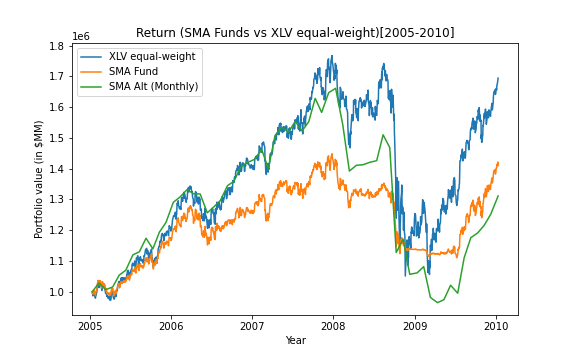 Return (SMA Funds vs XLV equal-weight)[2005-2010]
1e6
XLV equal-weight
SMA Fund
SMA Alt (Monthly)
1.8
1.7
1.6
1.5
1.4
1.3
1.2
1.1
1.0
Portfolio value (in $MM)
2005 2006 2007 2008 2009 2010
Year